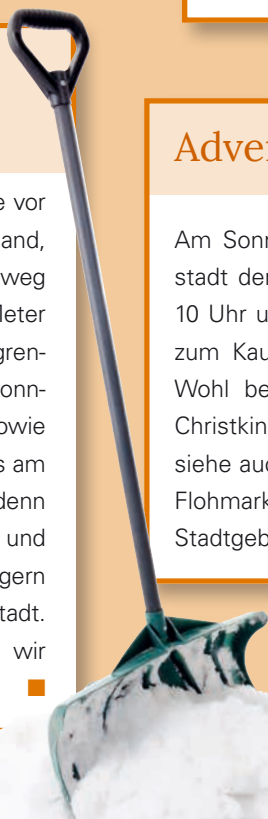 e vor
and,
weg
Meter
gren-
onn-
owie
s am
denn
und
gern
tadt.
wir
Adve
Am Sonn
stadt der
10 Uhr u
zum Kau
Wohl be
Christkin
siehe auc
Flohmark
Stadtgeb